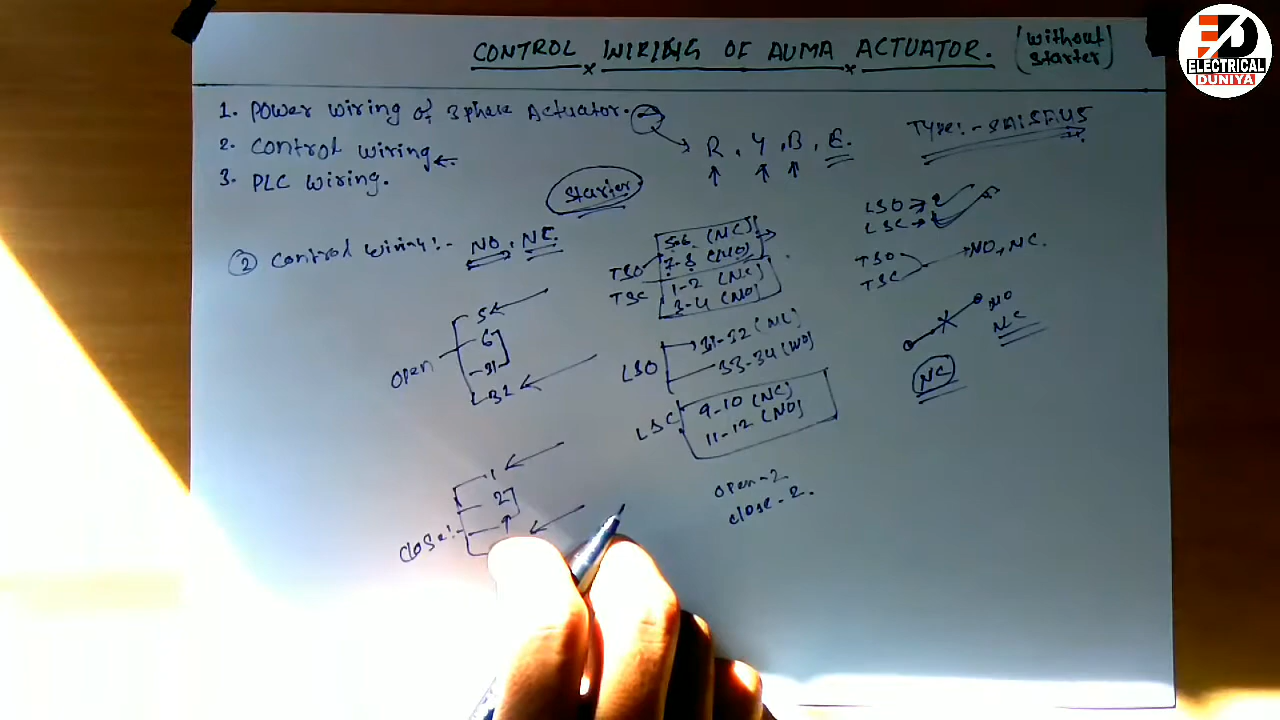 CONTROL WIRING OF AUMA ACTUATOR. (without starter)
ELECTRICAL
DUNIYA
1. Power wiring of 3 phase Actuator.
R, Y, B, E.
2. Control wiring
3. PLC wiring.
Starter
LSO
LSC
② Control wiring:- NO, NC.
TSO
5-6 (NC)
7-8 (NO)
TSC
1-2 (NC)
3-4 (NO)
TSO
TSC
NO, NC.
Open
5
6
31
32
LSO
31-32 (NC)
33-34 (NO)
NO
NC
NC
LSC
9-10 (NC)
11-12 (NO)
Open-2
Close-2.
Close:-
1
2